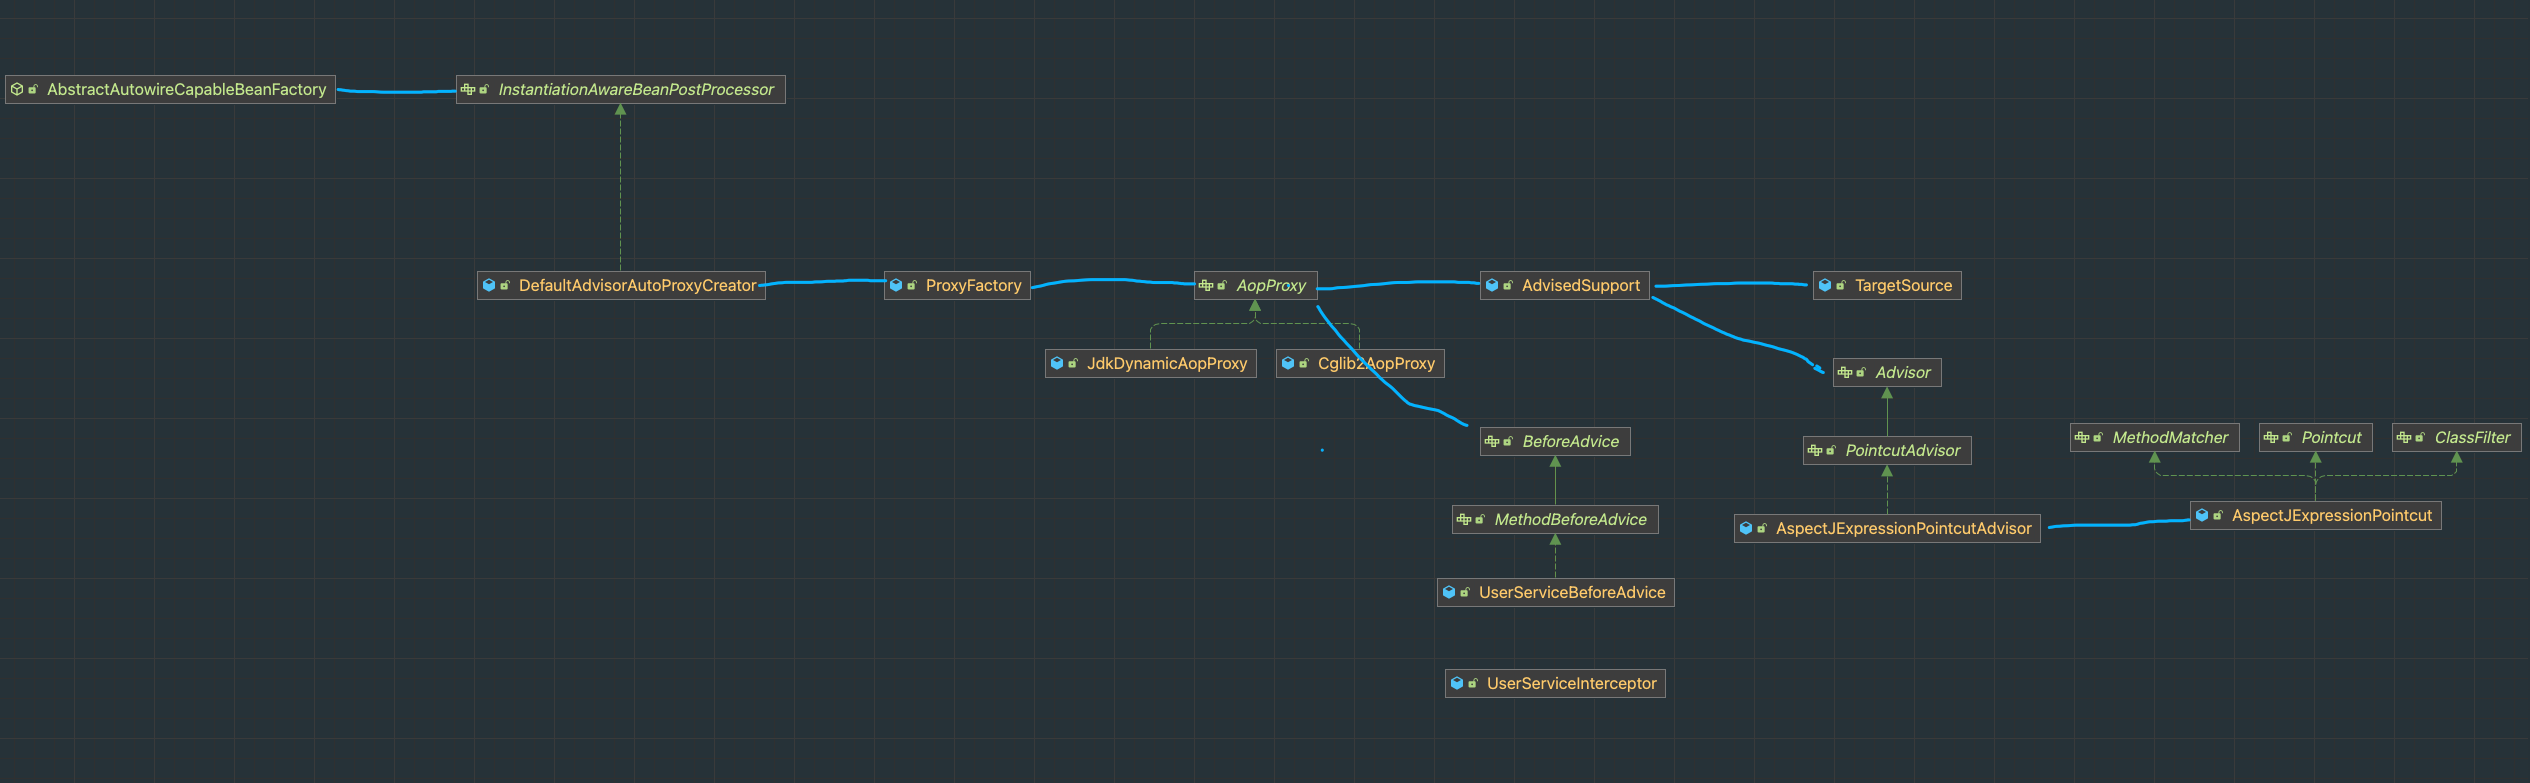 AbstractAutowireCapableBeanFactory
InstantiationAwareBeanPostProcessor
DefaultAdvisorAutoProxyCreator
ProxyFactory
AopProxy
AdvisedSupport
TargetSource
JdkDynamicAopProxy
Cglib2AopProxy
Advisor
BeforeAdvice
PointcutAdvisor
MethodMatcher
Pointcut
ClassFilter
MethodBeforeAdvice
AspectJExpressionPointcutAdvisor
AspectJExpressionPointcut
UserServiceBeforeAdvice
UserServiceInterceptor